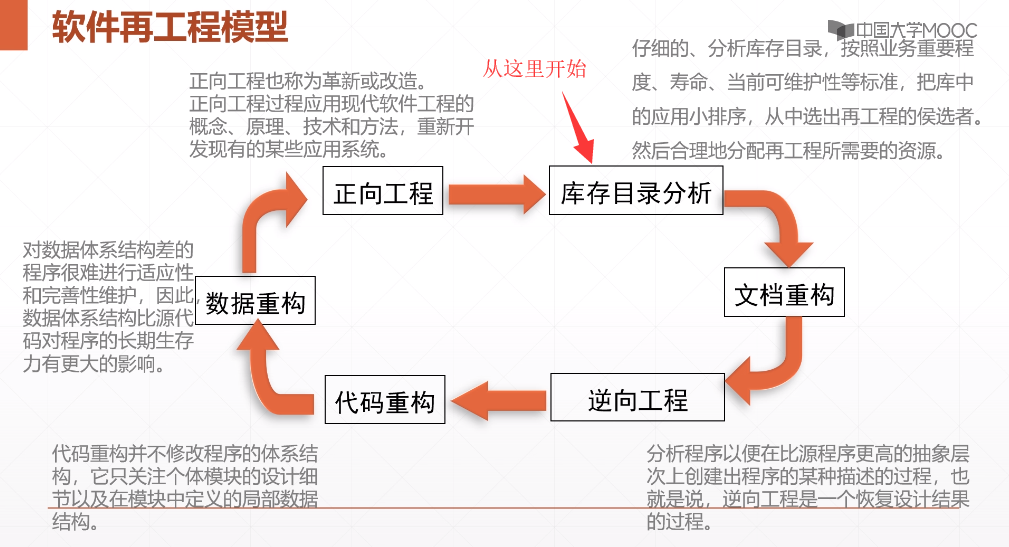 软件再工程模型
中国大学MOOC
正向工程也称为革新或改造。
正向工程过程应用现代软件工程的
概念、原理、技术和方法，重新开
发现有的某些应用系统。
从这里开始
仔细的、分析库存目录，按照业务重要程
度、寿命、当前可维护性等标准，把库中
的应用小排序，从中选出再工程的侯选者。
然后合理地分配再工程所需要的资源。
正向工程
库存目录分析
对数据体系结构差的
程序很难进行适应性
和完善性维护，因此，
数据体系结构比源代
码对程序的长期生存
力有更大的影响。
数据重构
文档重构
代码重构
逆向工程
代码重构并不修改程序的体系结
构，它只关注个体模块的设计细
节以及在模块中定义的局部数据
结构。
分析程序以便在比源程序更高的抽象层
次上创建出程序的某种描述的过程，也
就是说，逆向工程是一个恢复设计结果
的过程。